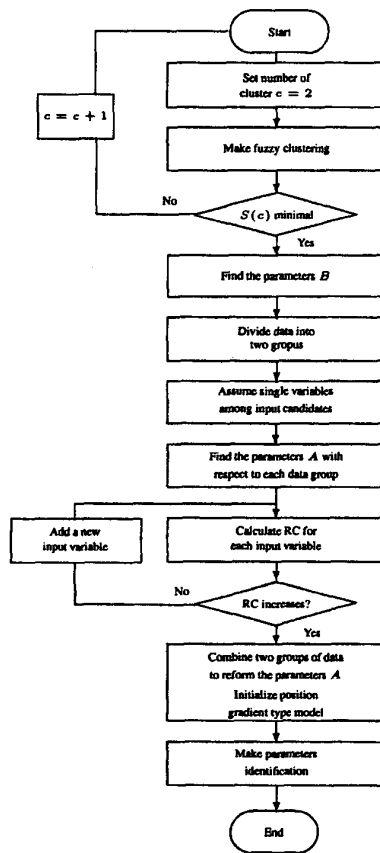 Start
Set number of
cluster c = 2
c = c + 1
Make fuzzy clustering
No
S(c) minimal
Yes
Find the parameters B
Divide data into
two gropus
Assume single variables
among input candidates
Find the parameters A with
respect to each data group
Add a new
input variable
Calculate RC for
each input variable
No
RC increases?
Yes
Combine two groups of data
to reform the parameters A
Initialize position
gradient type model
Make parameters
identification
End